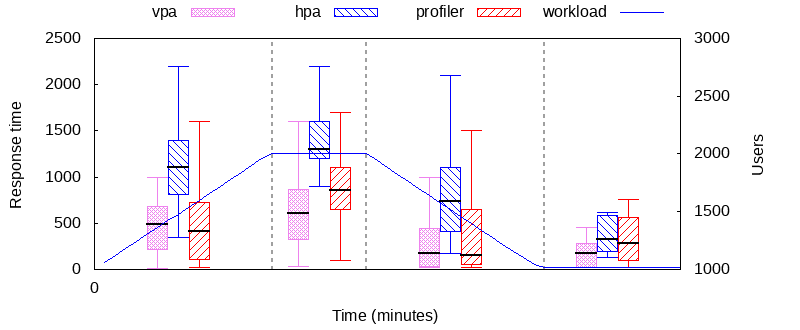 vpa hpa profiler workload
2500 3000
2000 2500
1500 2000
1000 1500
500
0 1000
0
Response time
Users
Time (minutes)